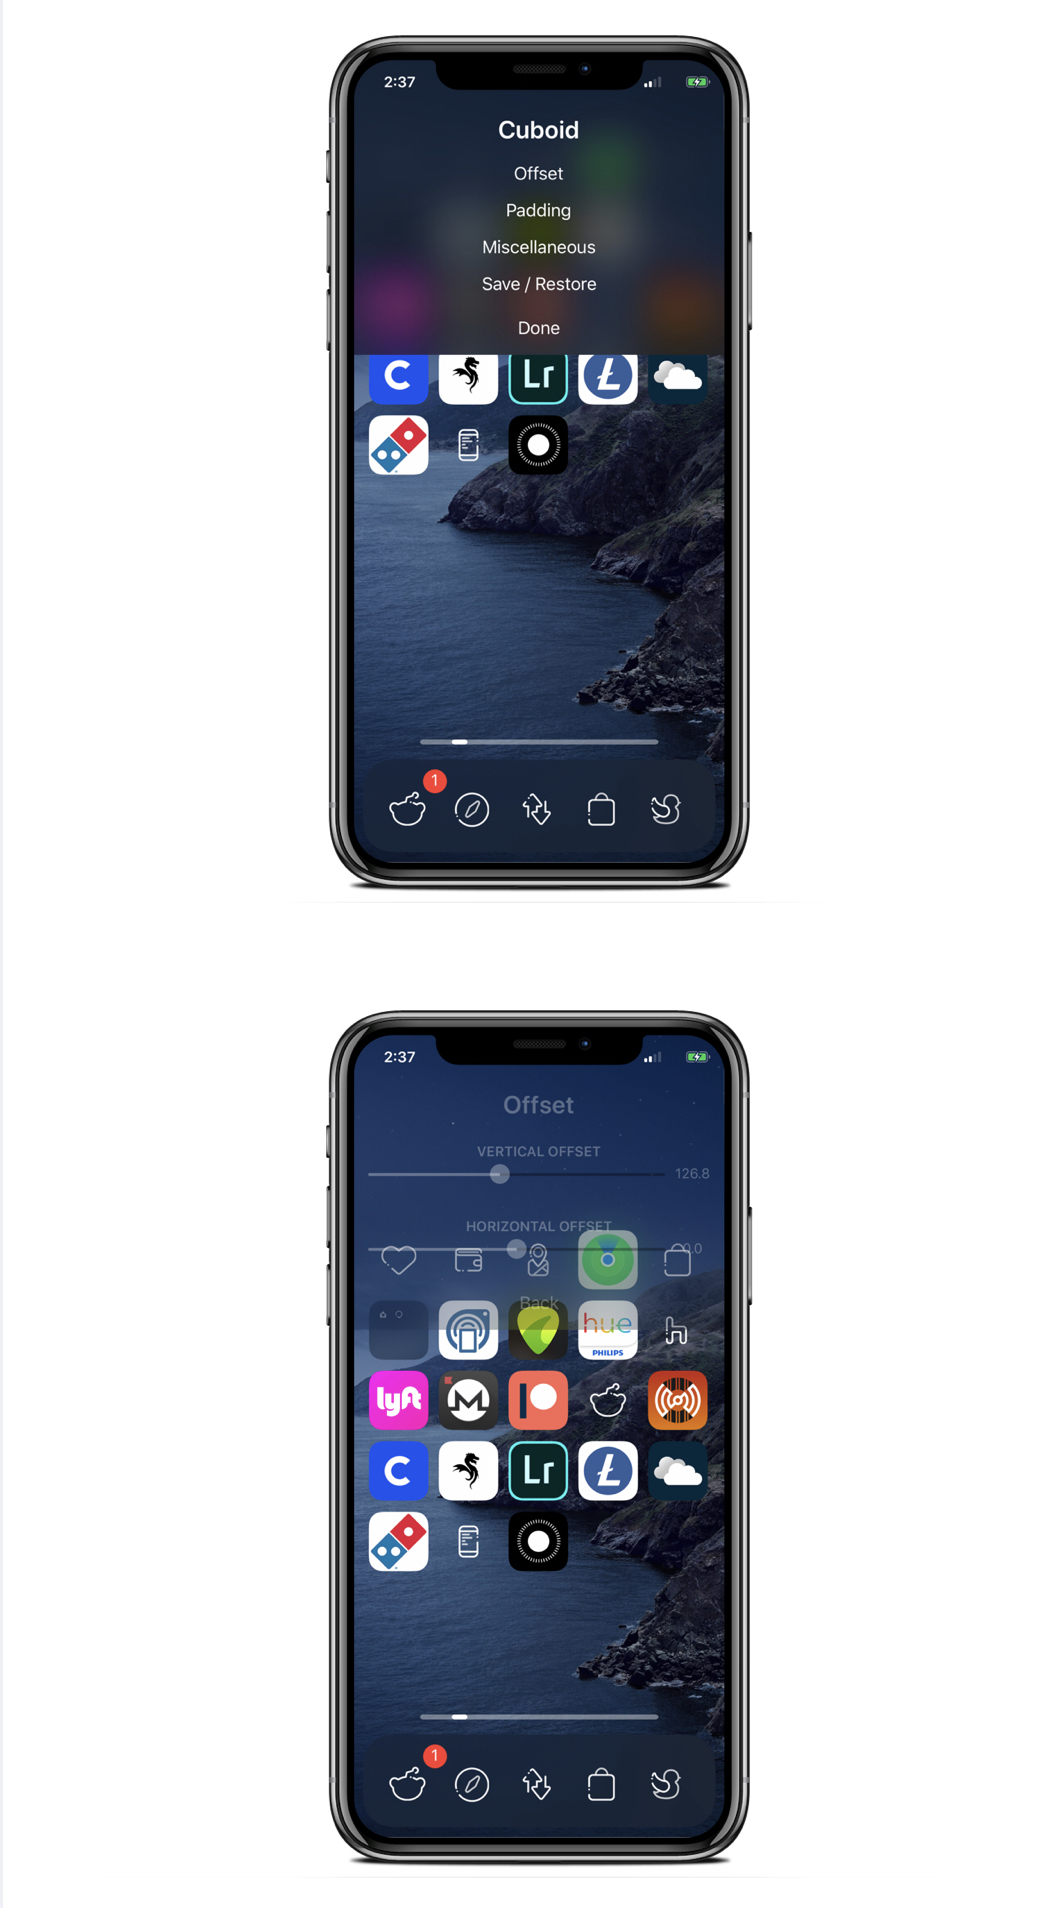 2:37
Cuboid
Offset
Padding
Miscellaneous
Save / Restore
Done
C
Lr
1
2:37
Offset
VERTICAL OFFSET
126.8
HORIZONTAL OFFSET
0.0
Back
hue
PHILIPS
lyft
C
Lr
1